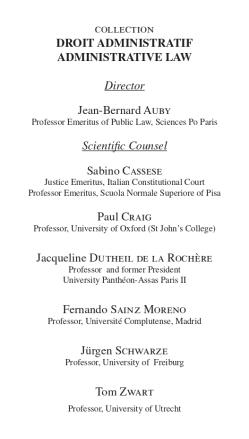 COLLECTION
DROIT ADMINISTRATIF
ADMINISTRATIVE LAW
Director
Jean-Bernard AUBY
Professor Emeritus of Public Law, Sciences Po Paris
Scientific Counsel
Sabino CASSESE
Justice Emeritus, Italian Constitutional Court
Professor Emeritus, Scuola Normale Superiore of Pisa
Paul CRAIG
Professor, University of Oxford (St John's College)
Jacqueline DUTHEIL DE LA ROCHÈRE
Professor and former President
University Panthéon-Assas Paris II
Fernando SAINZ MORENO
Professor, Université Complutense, Madrid
Jürgen SCHWARZE
Professor, University of Freiburg
Tom ZWART
Professor, University of Utrecht